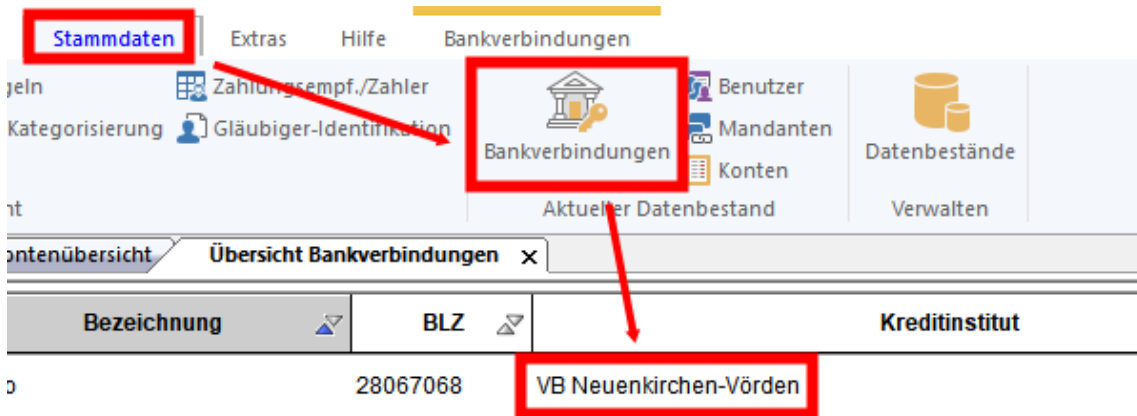 Stammdaten Extras Hilfe Bankverbindungen
geln Zahlungsempf./Zahler Benutzer
Kategorisierung Gläubiger-Identifikation Mandanten
Bankverbindungen Datenbestände
Konten
nt Aktueller Datenbestand Verwalten
ontenübersicht Übersicht Bankverbindungen x
Bezeichnung BLZ Kreditinstitut
o 28067068 VB Neuenkirchen-Vörden